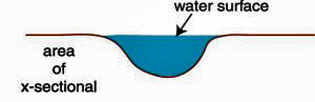 water surface
area
of
x-sectional